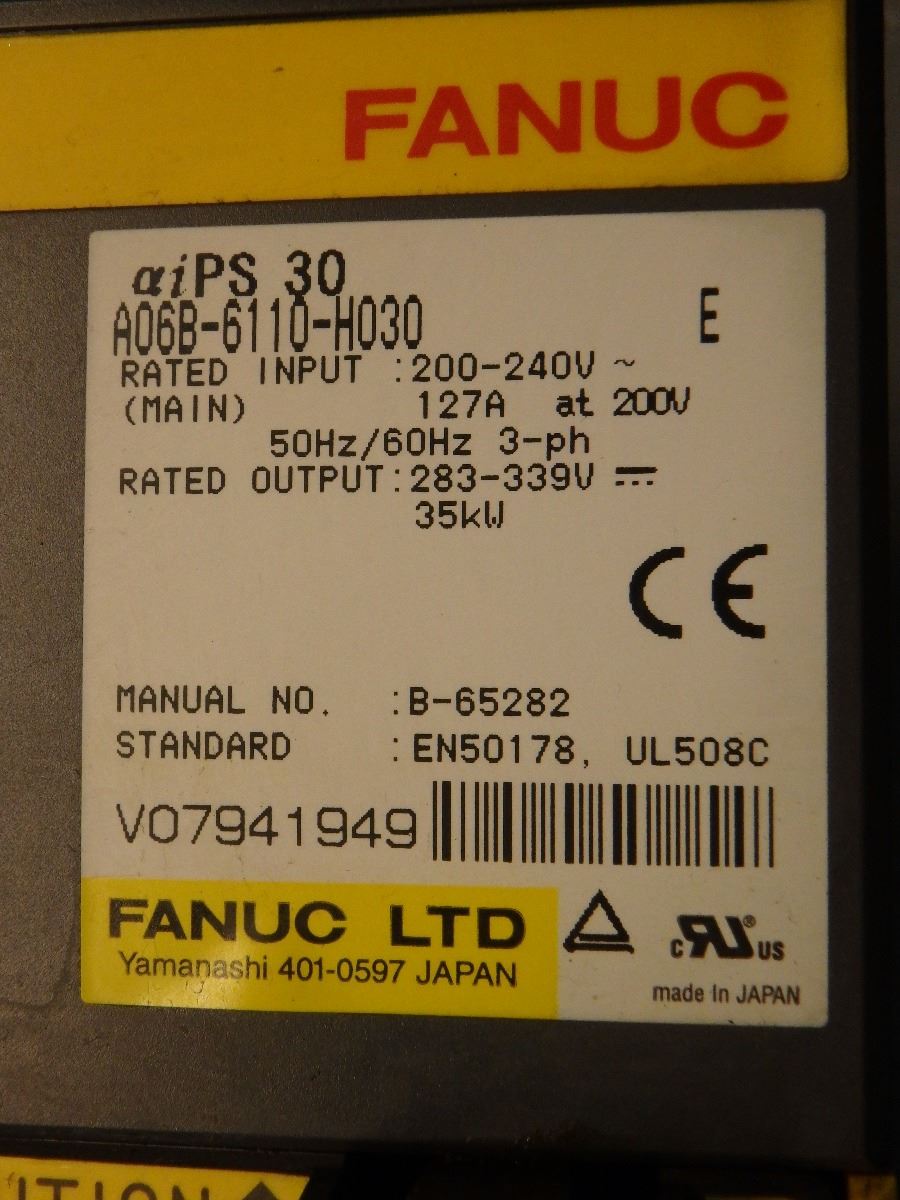 FANUC
αiPS 30
A06B-6110-H030 E
RATED INPUT :200-240V ~
(MAIN) 127A at 200V
50Hz/60Hz 3-ph
RATED OUTPUT:283-339V ⎓
35kW
CE
MANUAL NO. :B-65282
STANDARD :EN50178, UL508C
V07941949
FANUC LTD
Yamanashi 401-0597 JAPAN
c RU ® US
made in JAPAN